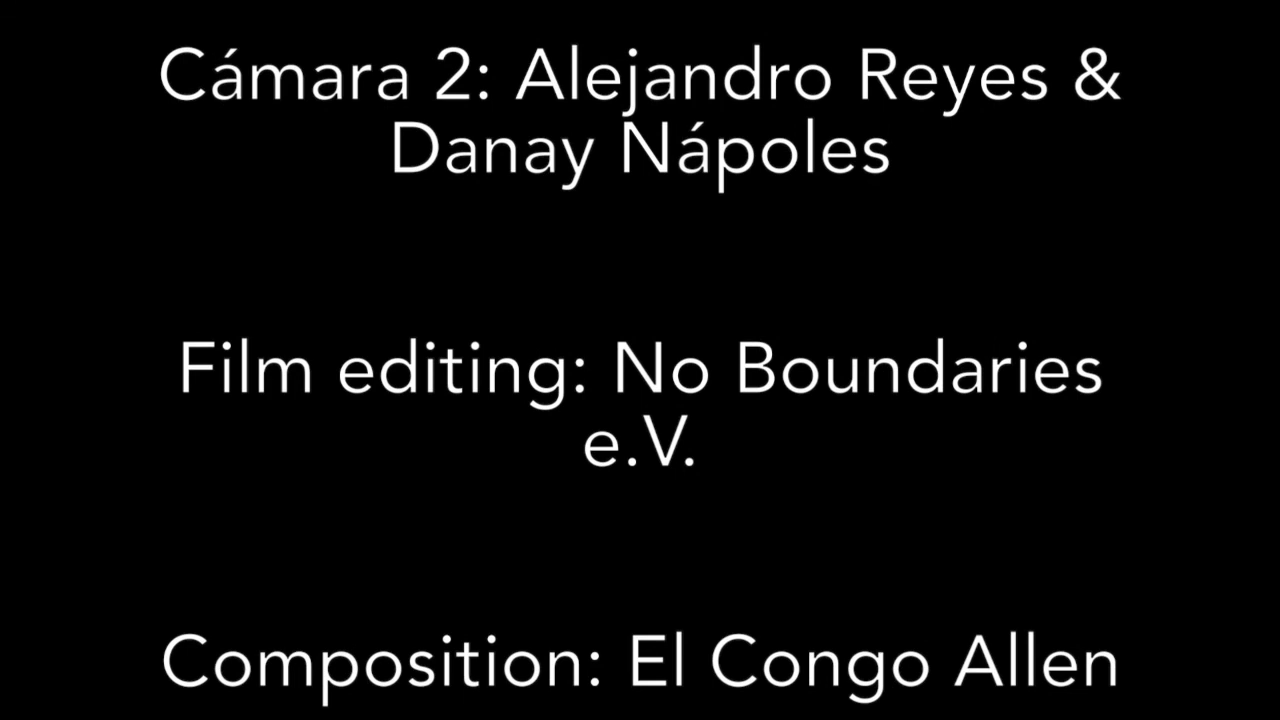 Cámara 2: Alejandro Reyes &
Danay Nápoles
Film editing: No Boundaries
e.V.
Composition: El Congo Allen